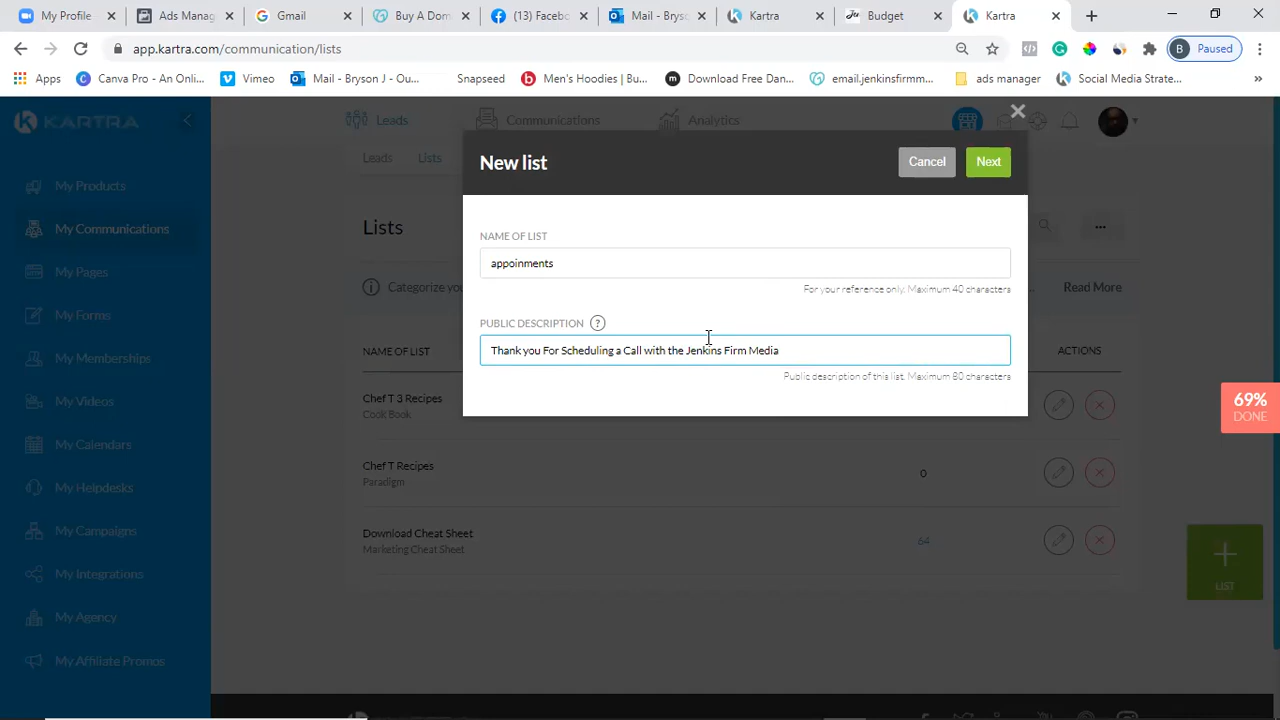 My Profile
Ads Manag
Gmail
Buy A Dom
(13) Facebo
Mail - Bryso
Kartra
Budget
Kartra
app.kartra.com/communication/lists
B Paused
Apps
Canva Pro - An Onli...
Vimeo
Mail - Bryson J - Ou...
Snapseed
Men's Hoodies | Bu...
Download Free Dan...
email.jenkinsfirmm...
ads manager
Social Media Strate...
KARTRA
Leads
Communications
Analytics
Leads
Lists
My Products
My Communications
My Pages
My Forms
My Memberships
My Videos
My Calendars
My Helpdesks
My Campaigns
My Integrations
My Agency
My Affiliate Promos
New list
Cancel
Next
NAME OF LIST
appoinments
For your reference only. Maximum 40 characters
PUBLIC DESCRIPTION ?
Thank you For Scheduling a Call with the Jenkins Firm Media
Public description of this list. Maximum 80 characters
Lists
Categorize you
Read More
NAME OF LIST
ACTIONS
Chef T 3 Recipes
Cook Book
Chef T Recipes
Paradigm
0
Download Cheat Sheet
Marketing Cheat Sheet
64
69%
DONE
LIST